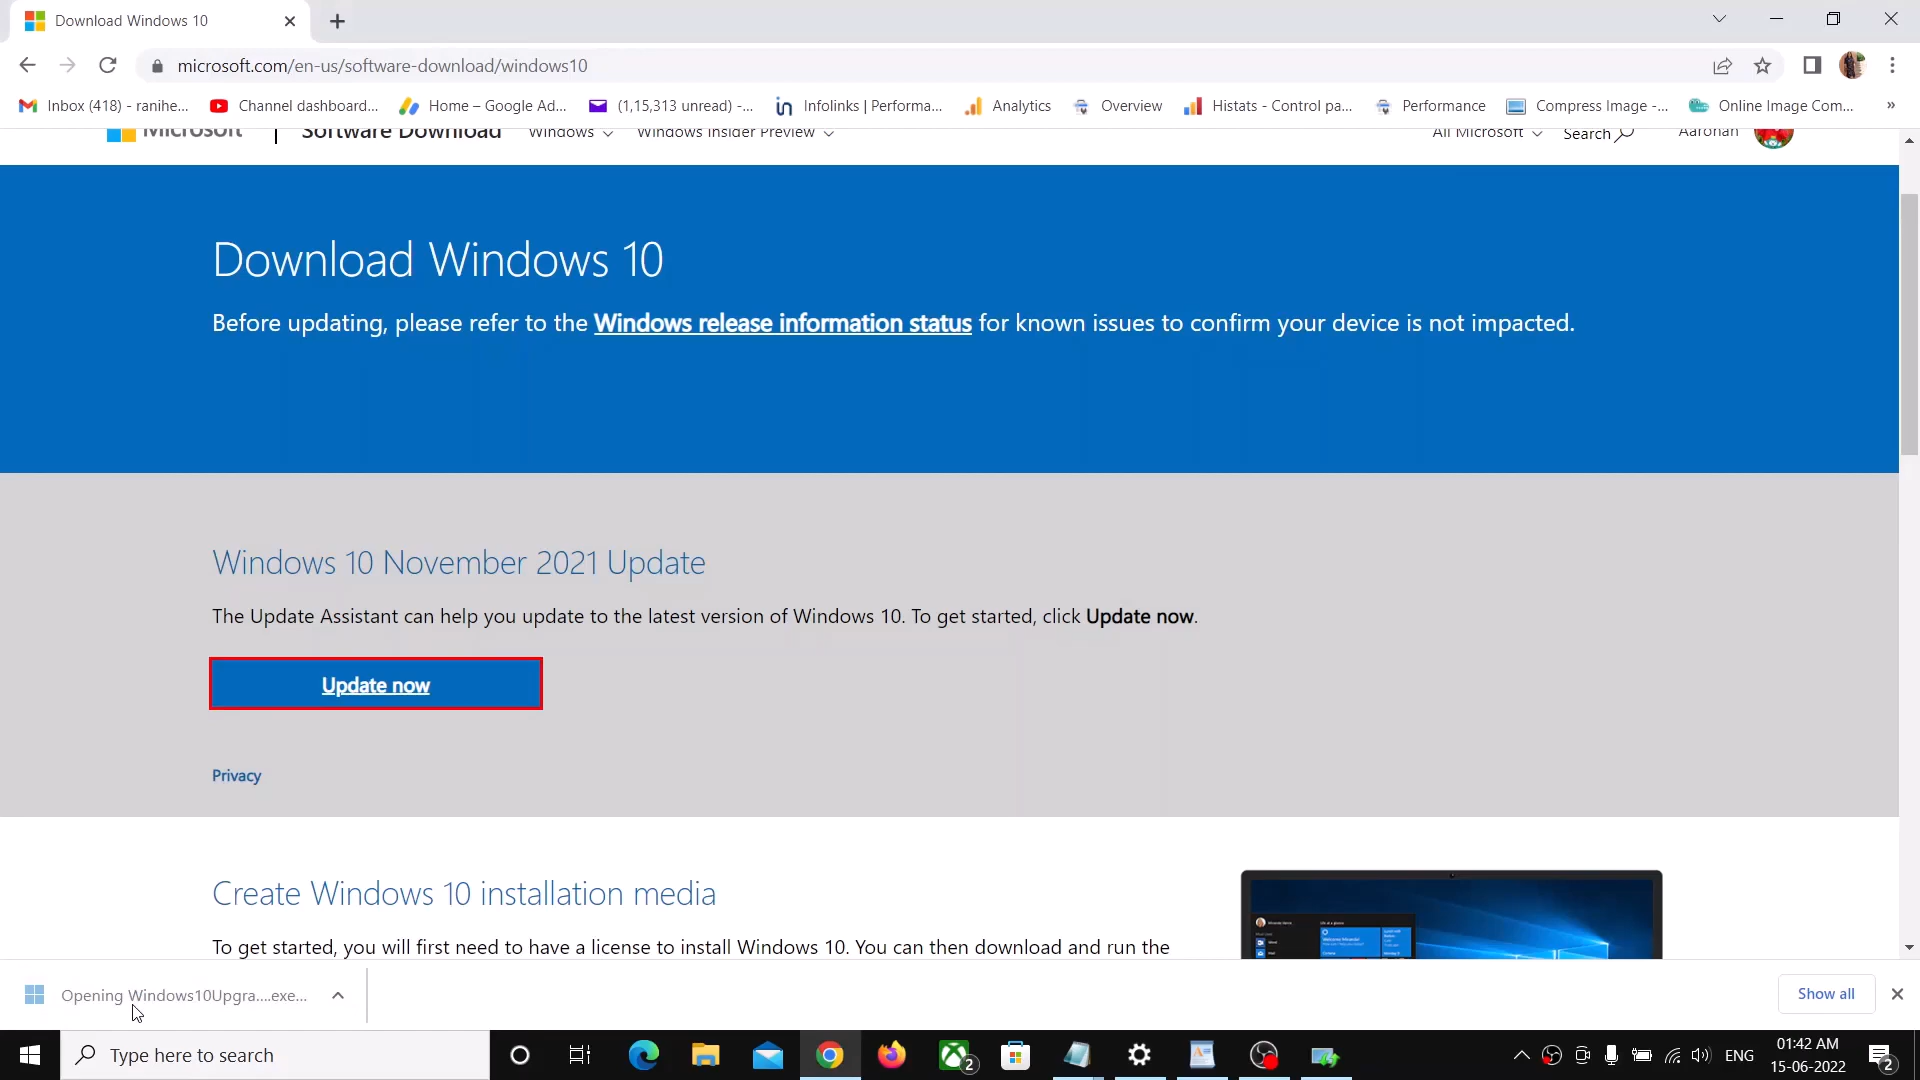 Download Windows 10
microsoft.com/en-us/software-download/windows10
Inbox (418) - ranihe...
Channel dashboard...
Home – Google Ad...
(1,15,313 unread) -...
Infolinks | Performa...
Analytics
Overview
Histats - Control pa...
Performance
Compress Image -...
Online Image Com...
»
Microsoft
Software Download
Windows
Windows Insider Preview
All Microsoft
Search
Aarohan
Download Windows 10
Before updating, please refer to the Windows release information status for known issues to confirm your device is not impacted.
Windows 10 November 2021 Update
The Update Assistant can help you update to the latest version of Windows 10. To get started, click Update now.
Update now
Privacy
Create Windows 10 installation media
To get started, you will first need to have a license to install Windows 10. You can then download and run the
Opening Windows10Upgra....exe...
Show all
Type here to search
2
ENG
01:42 AM
15-06-2022
2